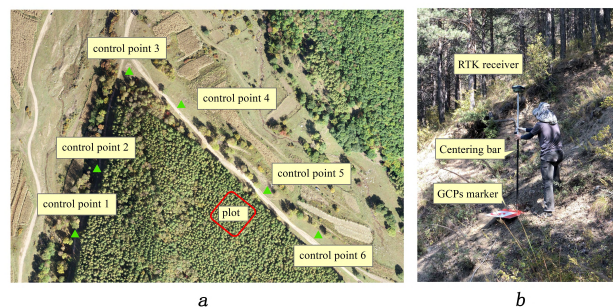 control point 3
control point 4
control point 2
control point 5
control point 1
plot
control point 6
a
RTK receiver
Centering bar
GCPs marker
b